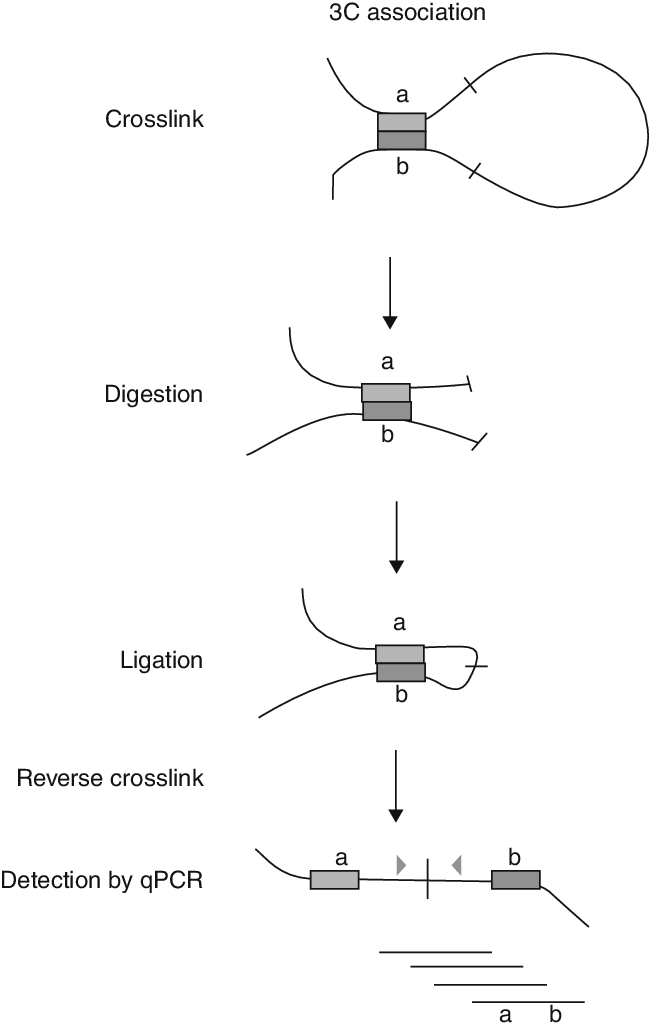 3C association
a
Crosslink
b
a
Digestion
b
a
Ligation
b
Reverse crosslink
a b
Detection by qPCR
a b